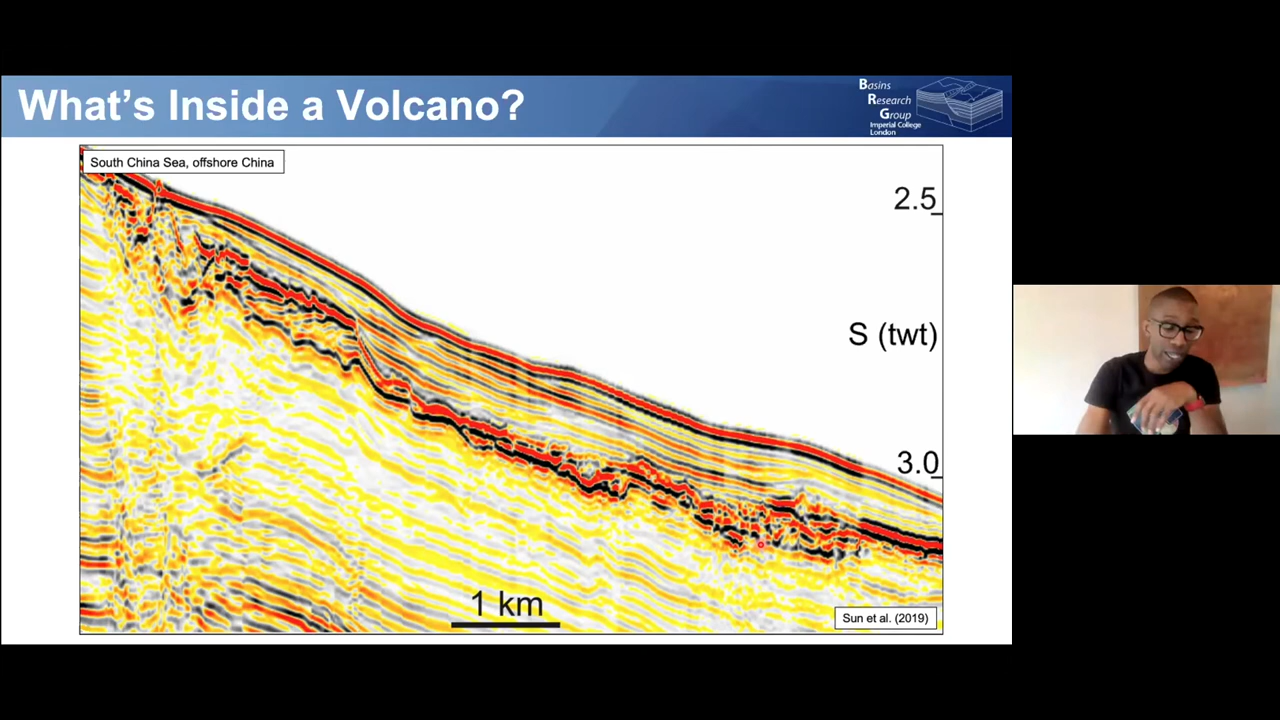 What's Inside a Volcano?
Basins
Research
Group
Imperial College
London
South China Sea, offshore China
2.5
S (twt)
3.0
1 km
Sun et al. (2019)